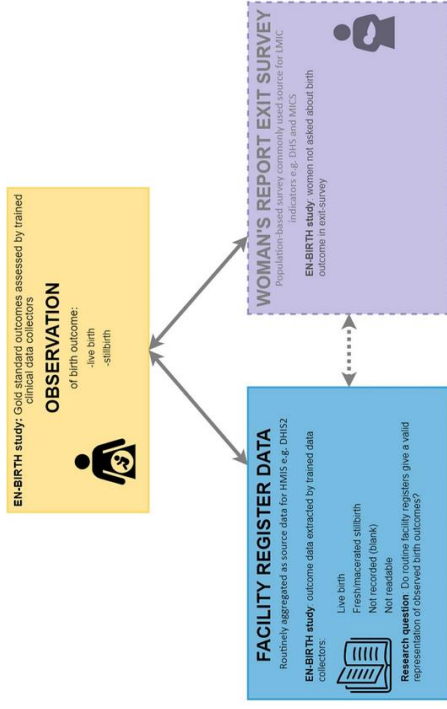 EN-BIRTH study: Gold standard outcomes assessed by trained
clinical data collectors
OBSERVATION
of birth outcome:
-live birth
-stillbirth
FACILITY REGISTER DATA
Routinely aggregated as source data for HMIS e.g. DHIS2
EN-BIRTH study: outcome data extracted by trained data
collectors:
Live birth
Fresh/macerated stilbirth
Not recorded (blank)
Not readable
Research question: Do routine facility registers give a valid
representation of observed birth outcomes?
WOMAN'S REPORT EXIT SURVEY
Population-based survey commonly used source for LMIC
indicators e.g. DHS and MICS
EN-BIRTH study: women not asked about birth
outcome in exit-survey